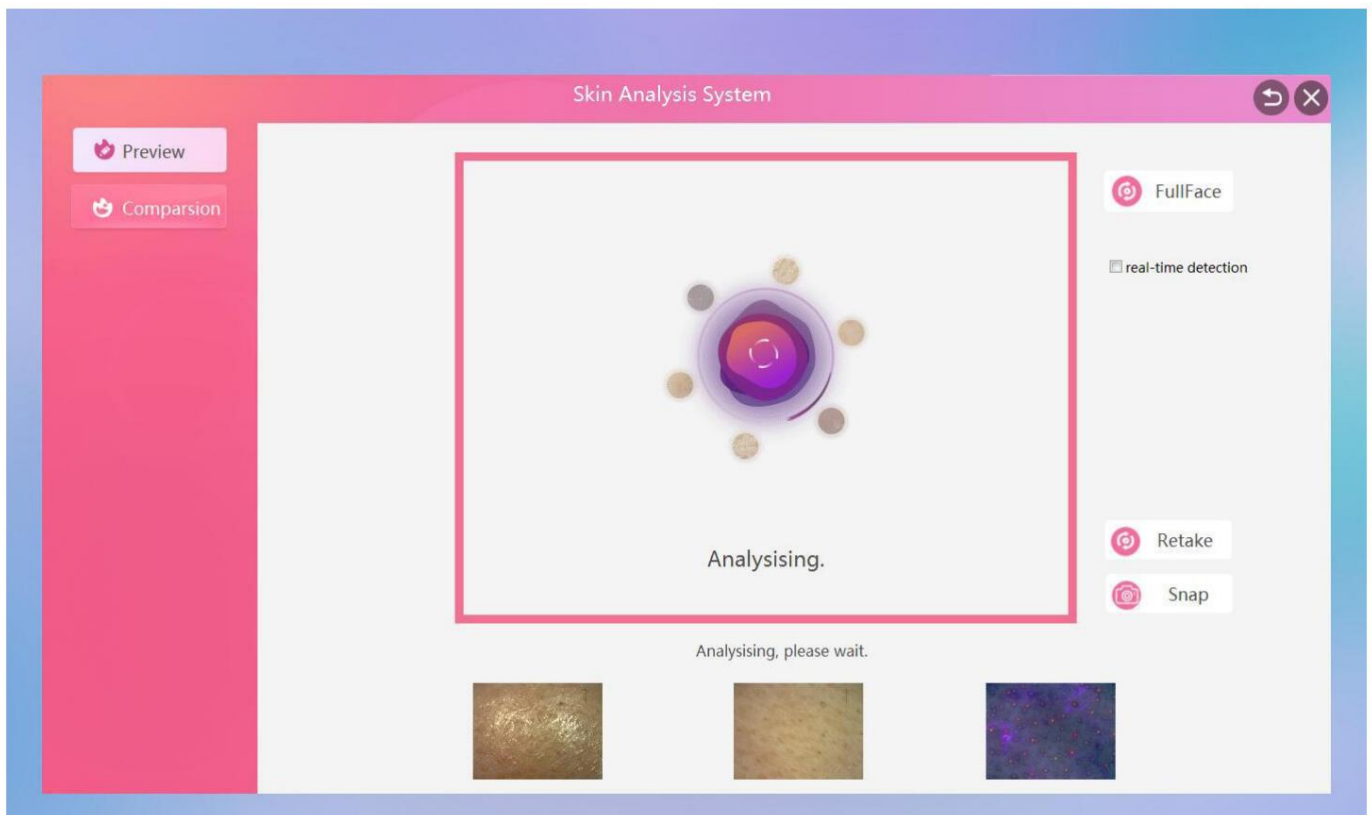 Skin Analysis System
Preview
Comparsion
FullFace
real-time detection
Analysising.
Retake
Snap
Analysising, please wait.